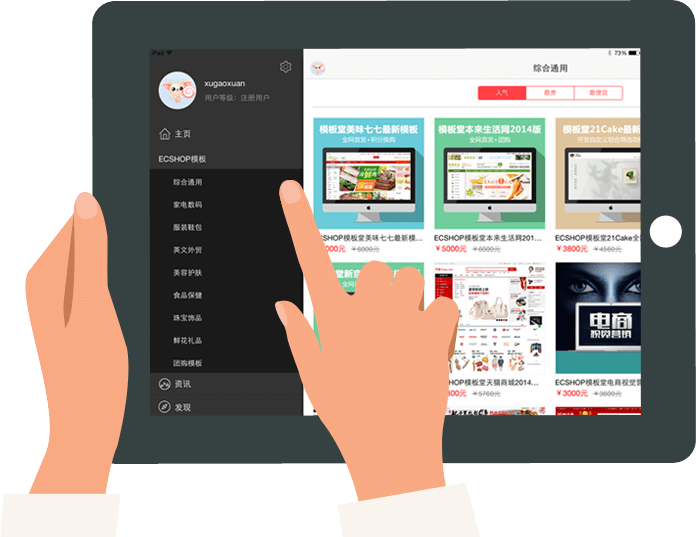 iPad
73%
xugaoxuan
用户等级：注册用户
主页
ECSHOP模板
综合通用
家电数码
服装鞋包
英文外贸
美容护肤
食品保健
珠宝饰品
鲜花礼品
团购模板
资讯
发现
综合通用
人气
最贵
最便宜
模板堂美味七七最新模板
全网首发+积分换购
模板堂本来生活网2014版
全网首发+团购
模板堂21Cake最新
开发自定义综合筛选功
ECSHOP模板堂美味七七最新模...
000元 ￥6000元
ECSHOP模板堂本来生活网201...
￥5000元 ￥6000元
ECSHOP模板堂21Cake全
￥3800元 ￥4560元
电商
视觉营销
SHOP模板堂天猫商城2014...
800元 ￥5760元
ECSHOP模板堂电商视觉营
￥3000元 ￥3600元